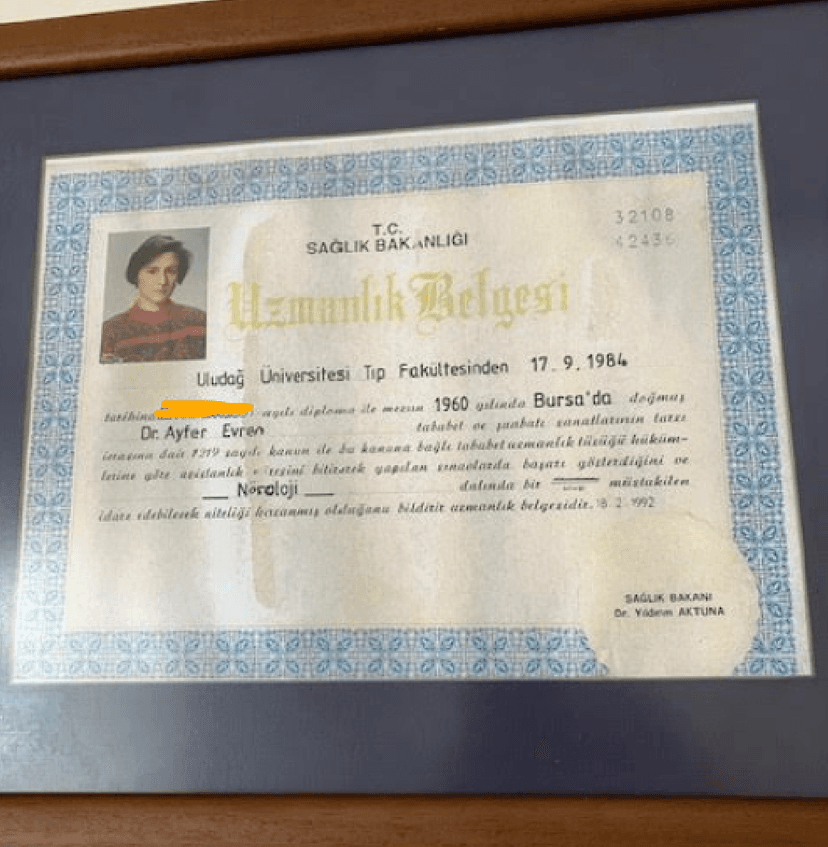 32108
42436
T.C.
SAĞLIK BAKANLIĞI
Uzmanlık Belgesi
Uludağ Üniversitesi Tıp Fakültesinden 17.9.1984
tarihinde sayılı diploma ile mezun 1960 yılında Bursa'da doğmuş
Dr. Ayfer Evren tababet ve şuabatı sanatlarının tarzı
icrasına dair 1219 sayılı kanun ile bu kanuna bağlı tababet uzmanlık tüzüğü hüküm-
lerine göre asistanlık süresini bitirerek yapılan sınavlarda başarı gösterdiğini ve
Nöroloji dalında bir müstakilen
idare edebilecek niteliği kazanmış olduğunu bildirir uzmanlık belgesidir. 18.2.1992
SAĞLIK BAKANI
Dr. Yıldırım AKTUNA